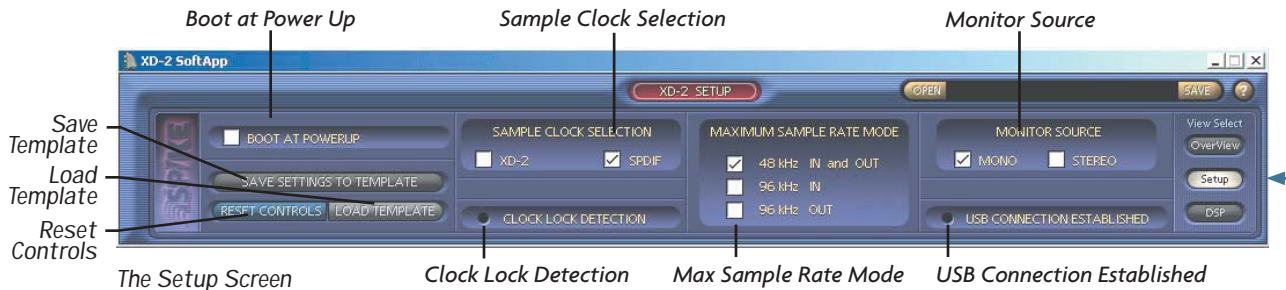 Boot at Power Up
Sample Clock Selection
Monitor Source
XD-2 SoftApp
XD-2 SETUP
OPEN
SAVE
?
Save
Template
Load
Template
Reset
Controls
SPIKE
BOOT AT POWERUP
SAVE SETTINGS TO TEMPLATE
RESET CONTROLS
LOAD TEMPLATE
SAMPLE CLOCK SELECTION
XD-2
SPDIF
CLOCK LOCK DETECTION
MAXIMUM SAMPLE RATE MODE
48 kHz IN and OUT
96 kHz IN
96 kHz OUT
MONITOR SOURCE
MONO
STEREO
USB CONNECTION ESTABLISHED
View Select
OverView
Setup
DSP
The Setup Screen
Clock Lock Detection
Max Sample Rate Mode
USB Connection Established